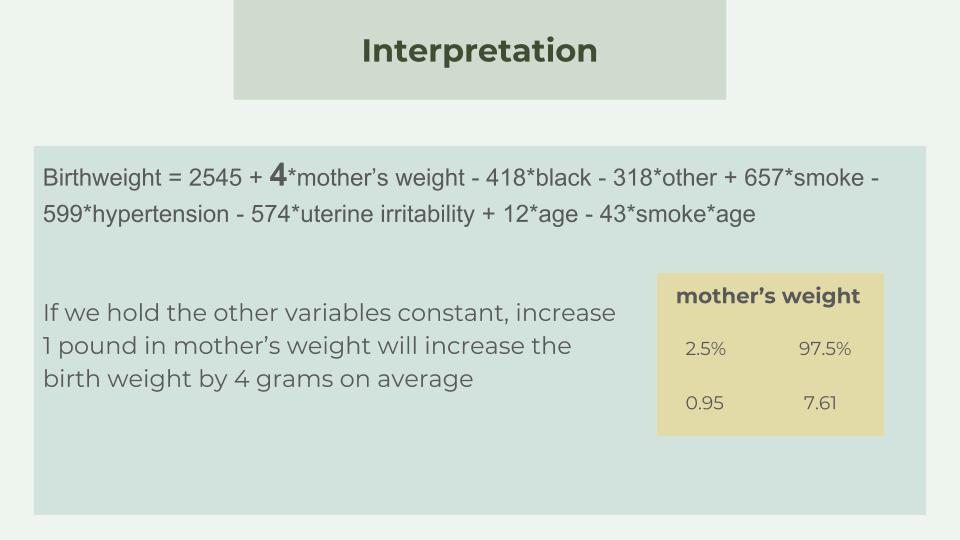 Interpretation
Birthweight = 2545 + 4*mother’s weight - 418*black - 318*other + 657*smoke -
599*hypertension - 574*uterine irritability + 12*age - 43*smoke*age
If we hold the other variables constant, increase
1 pound in mother’s weight will increase the
birth weight by 4 grams on average
mother’s weight
2.5% 97.5%
0.95 7.61